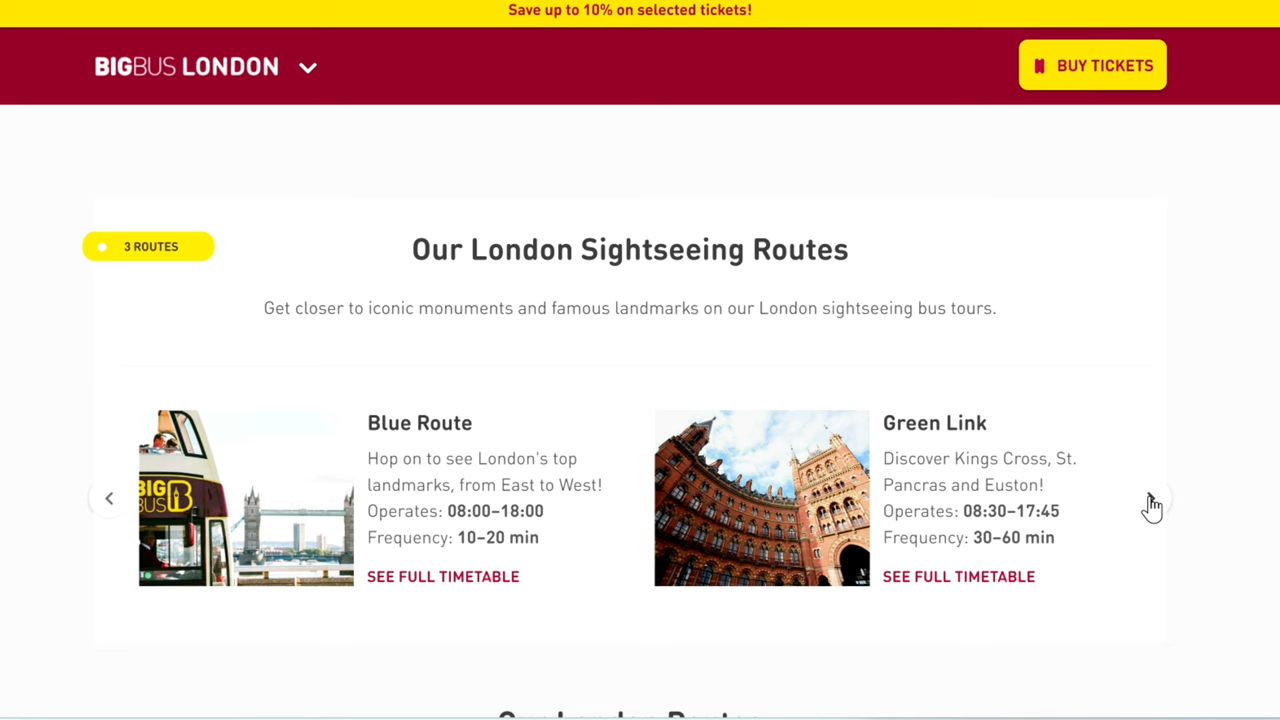 Save up to 10% on selected tickets!
BIGBUS LONDON
BUY TICKETS
3 ROUTES
Our London Sightseeing Routes
Get closer to iconic monuments and famous landmarks on our London sightseeing bus tours.
Blue Route
Hop on to see London's top
landmarks, from East to West!
Operates: 08:00–18:00
Frequency: 10–20 min
SEE FULL TIMETABLE
BIG
BUS
Green Link
Discover Kings Cross, St.
Pancras and Euston!
Operates: 08:30–17:45
Frequency: 30–60 min
SEE FULL TIMETABLE